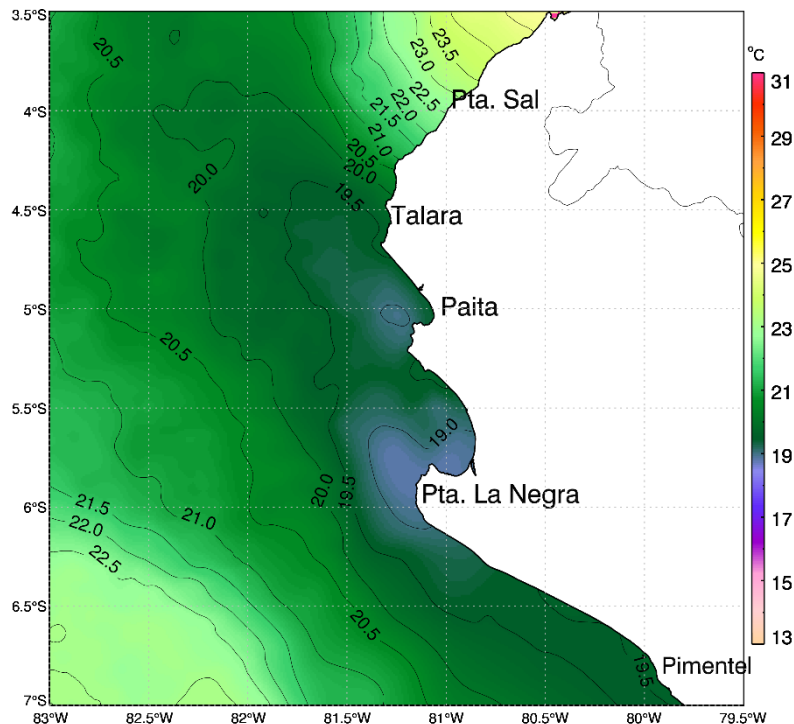 3.5°S
4°S
4.5°S
5°S
5.5°S
6°S
6.5°S
7°S
83°W
82.5°W
82°W
81.5°W
81°W
80.5°W
80°W
79.5°W
20.5
23.5
23.0
22.5
22.0
21.5
21.0
20.5
20.0
20.0
19.5
20.5
19.0
20.0
19.5
21.5
22.0
22.5
21.0
20.5
19.5
Pta. Sal
Talara
Paita
Pta. La Negra
Pimentel
°C
31
29
27
25
23
21
19
17
15
13